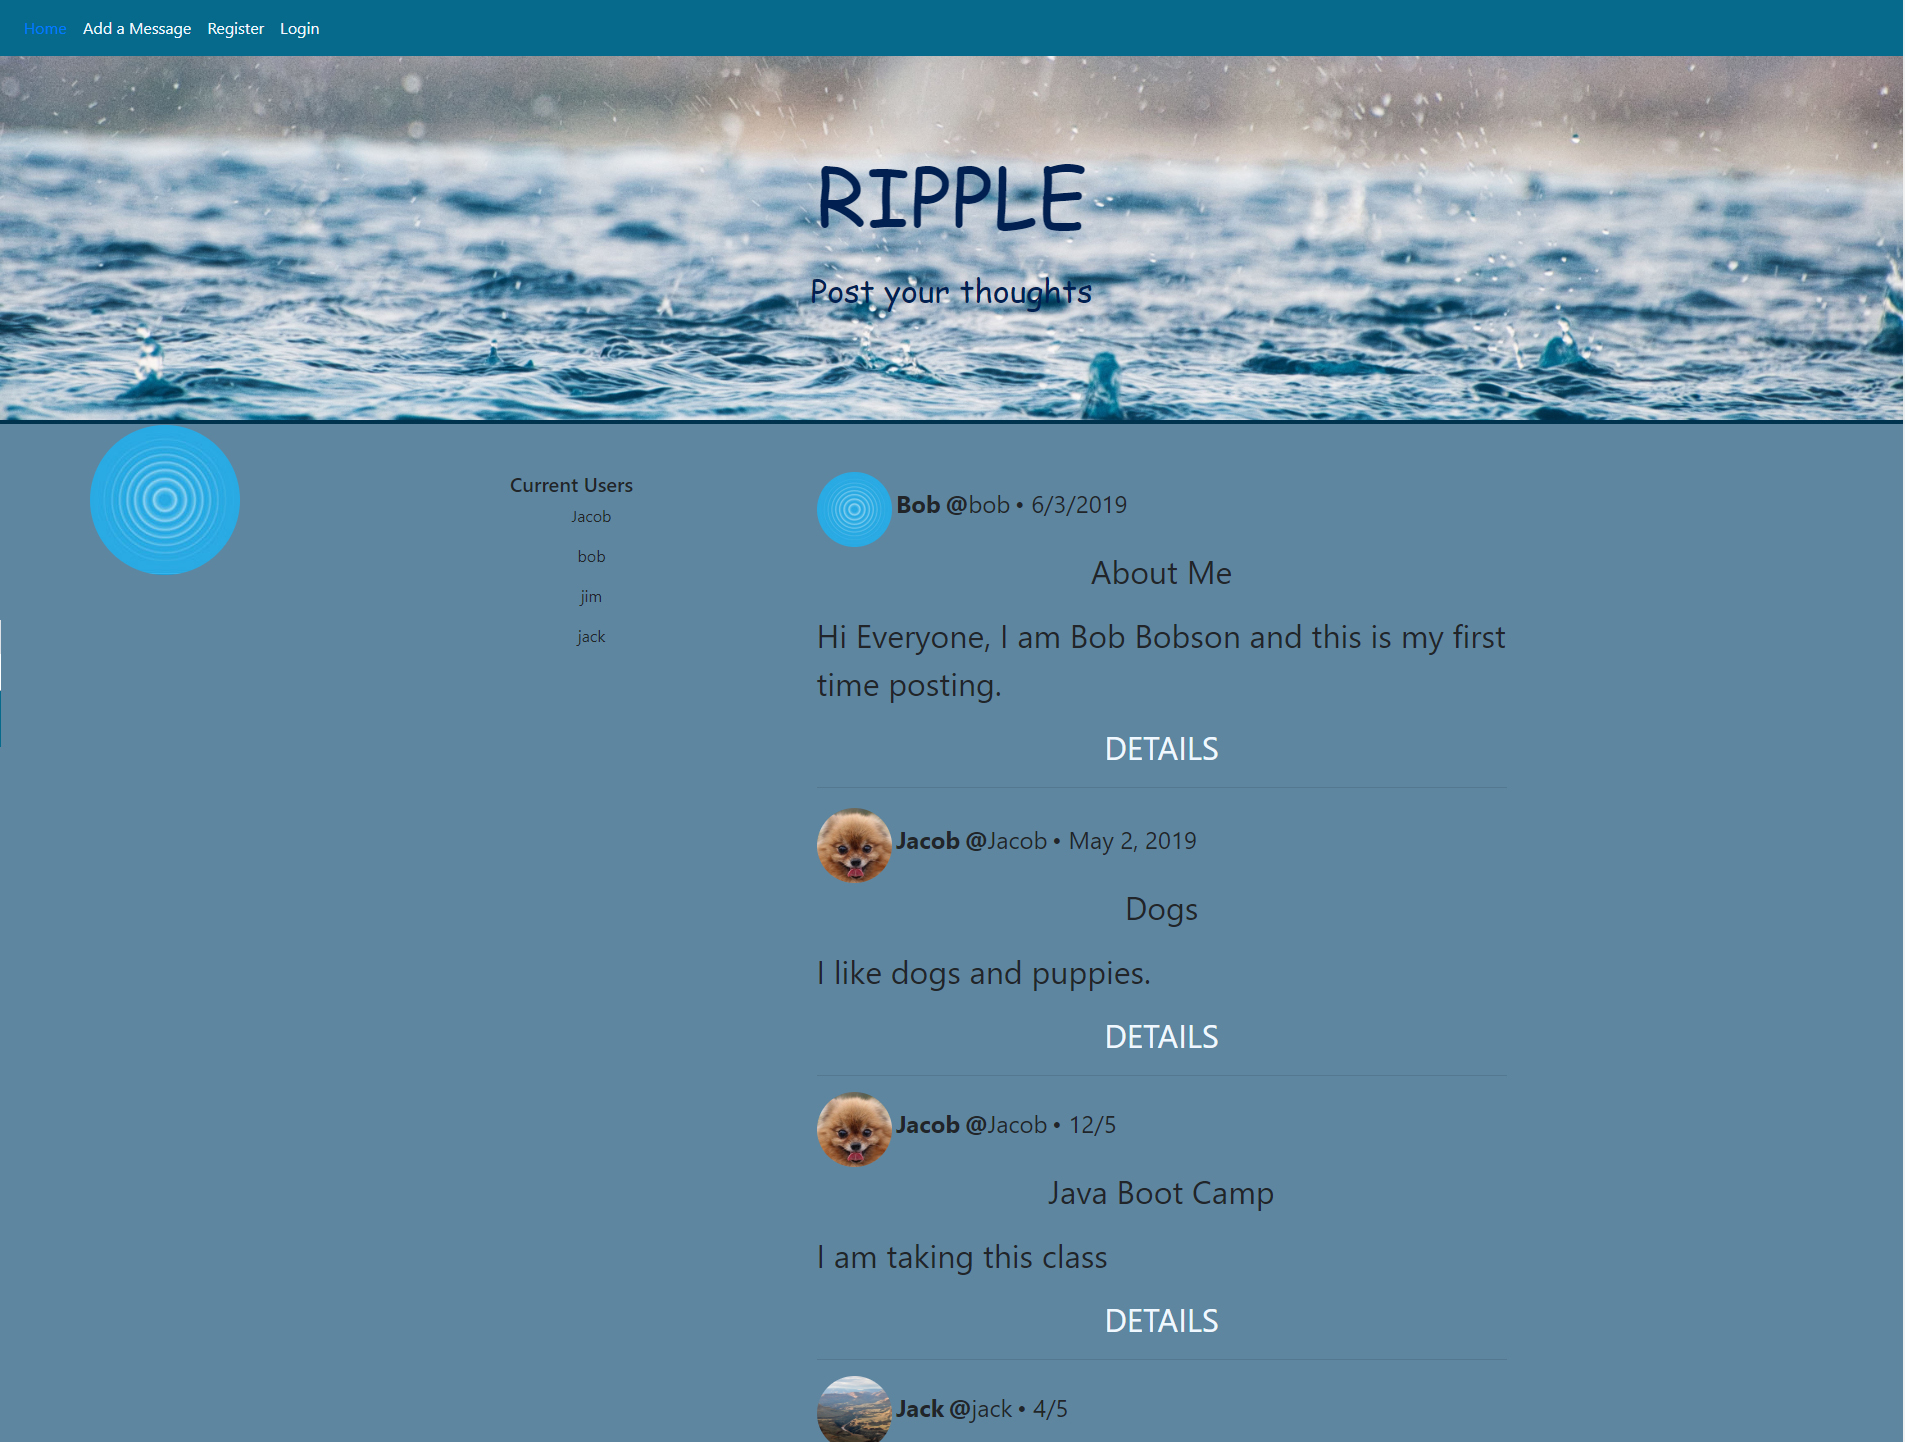 Home Add a Message Register Login
RIPPLE
Post your thoughts
Current Users
Jacob
bob
jim
jack
Bob @bob • 6/3/2019
About Me
Hi Everyone, I am Bob Bobson and this is my first
time posting.
DETAILS
Jacob @Jacob • May 2, 2019
Dogs
I like dogs and puppies.
DETAILS
Jacob @Jacob • 12/5
Java Boot Camp
I am taking this class
DETAILS
Jack @jack • 4/5